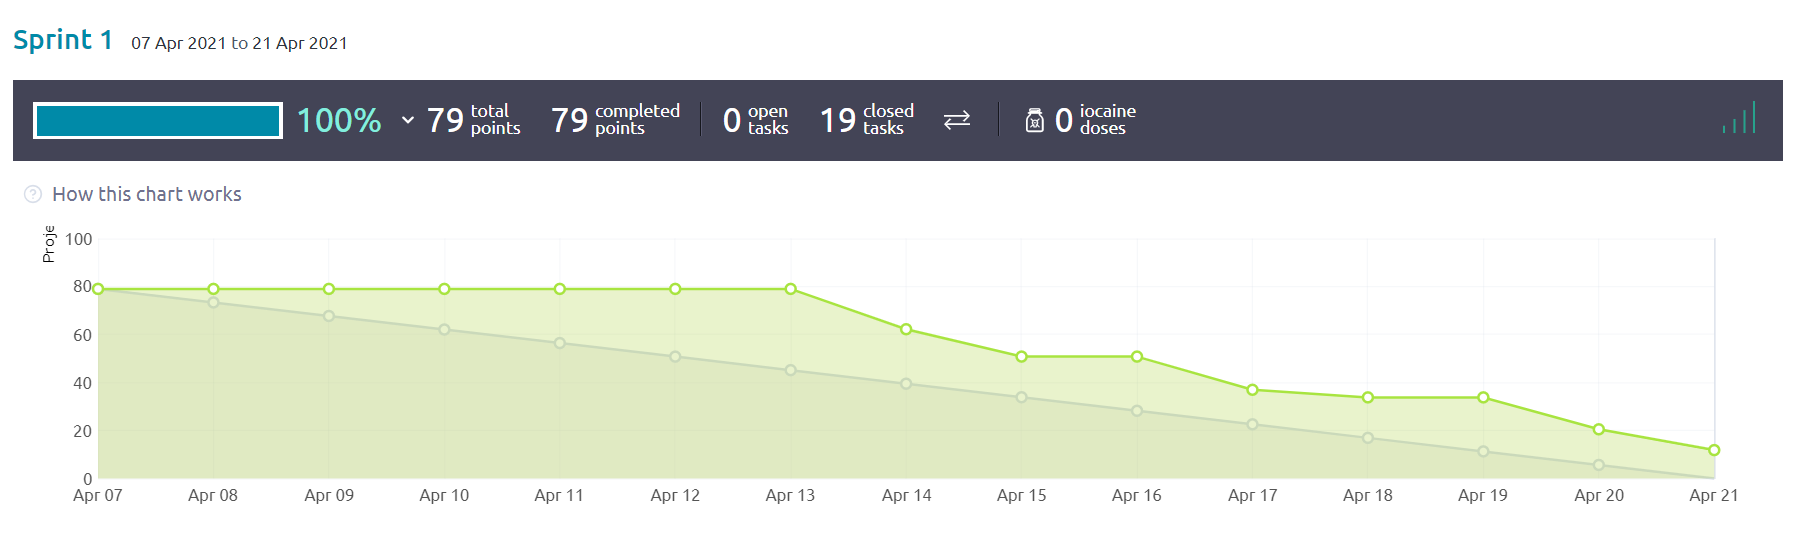 Sprint 1 07 Apr 2021 to 21 Apr 2021
100% 79 total points 79 completed points 0 open tasks 19 closed tasks 0 iocaine doses
How this chart works
Proje
100
80
60
40
20
0
Apr 07 Apr 08 Apr 09 Apr 10 Apr 11 Apr 12 Apr 13 Apr 14 Apr 15 Apr 16 Apr 17 Apr 18 Apr 19 Apr 20 Apr 21